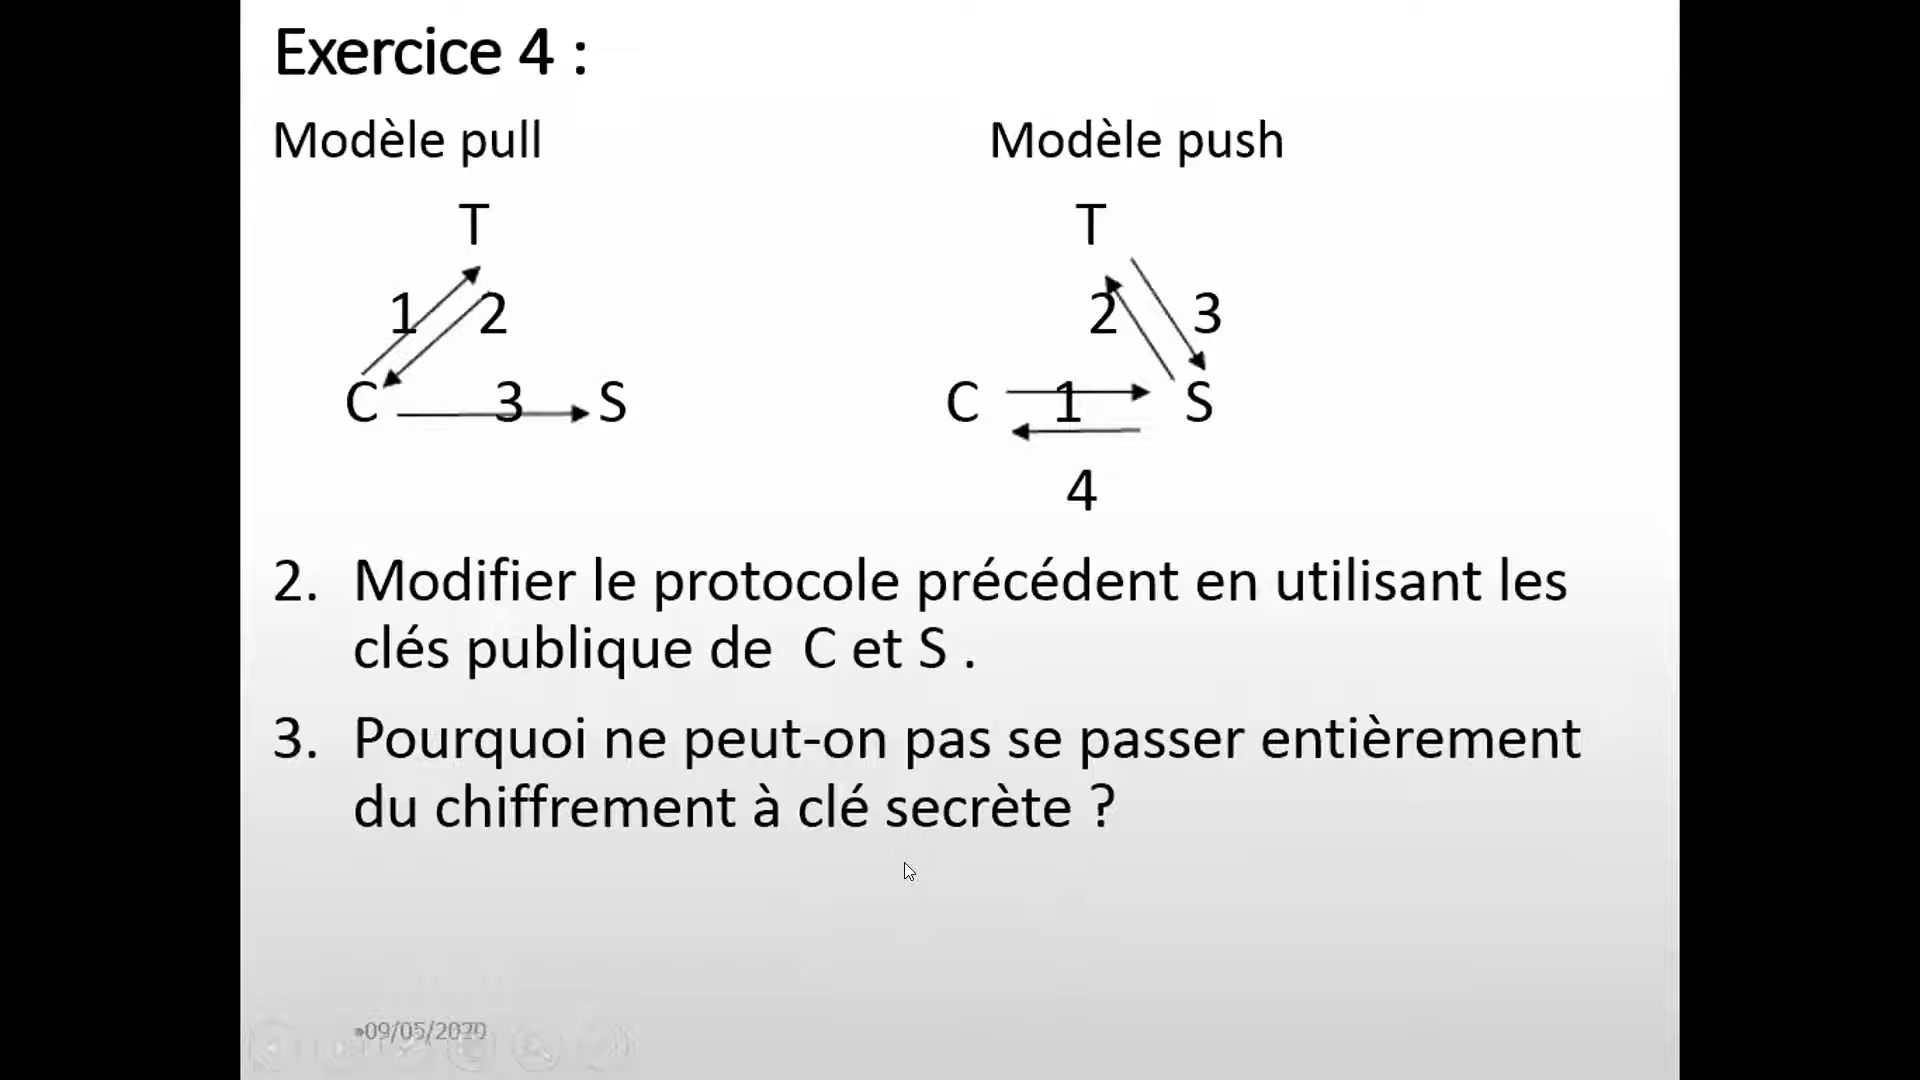 Exercice 4 :
Modèle pull Modèle push
T T
1 2 2 3
C 3 S C 1 S
4
2. Modifier le protocole précédent en utilisant les
clés publique de C et S .
3. Pourquoi ne peut-on pas se passer entièrement
du chiffrement à clé secrète ?
•09/05/2020